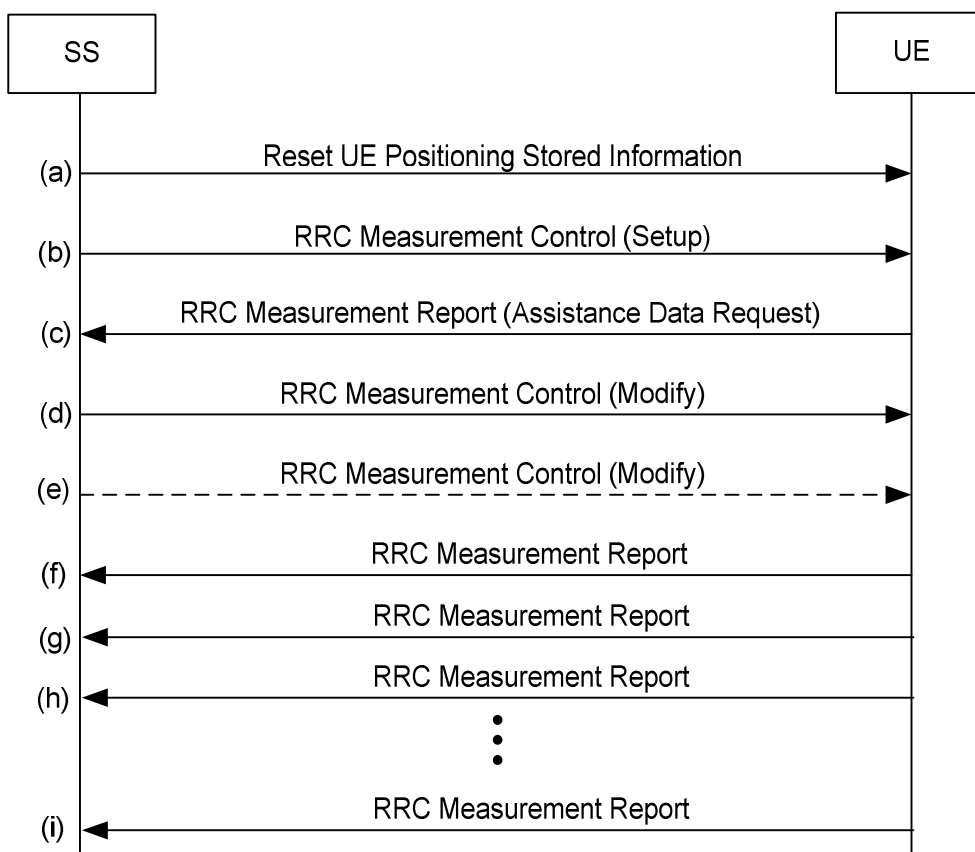 SS UE
(a) Reset UE Positioning Stored Information
(b) RRC Measurement Control (Setup)
(c) RRC Measurement Report (Assistance Data Request)
(d) RRC Measurement Control (Modify)
(e) RRC Measurement Control (Modify)
(f) RRC Measurement Report
(g) RRC Measurement Report
(h) RRC Measurement Report
(i) RRC Measurement Report